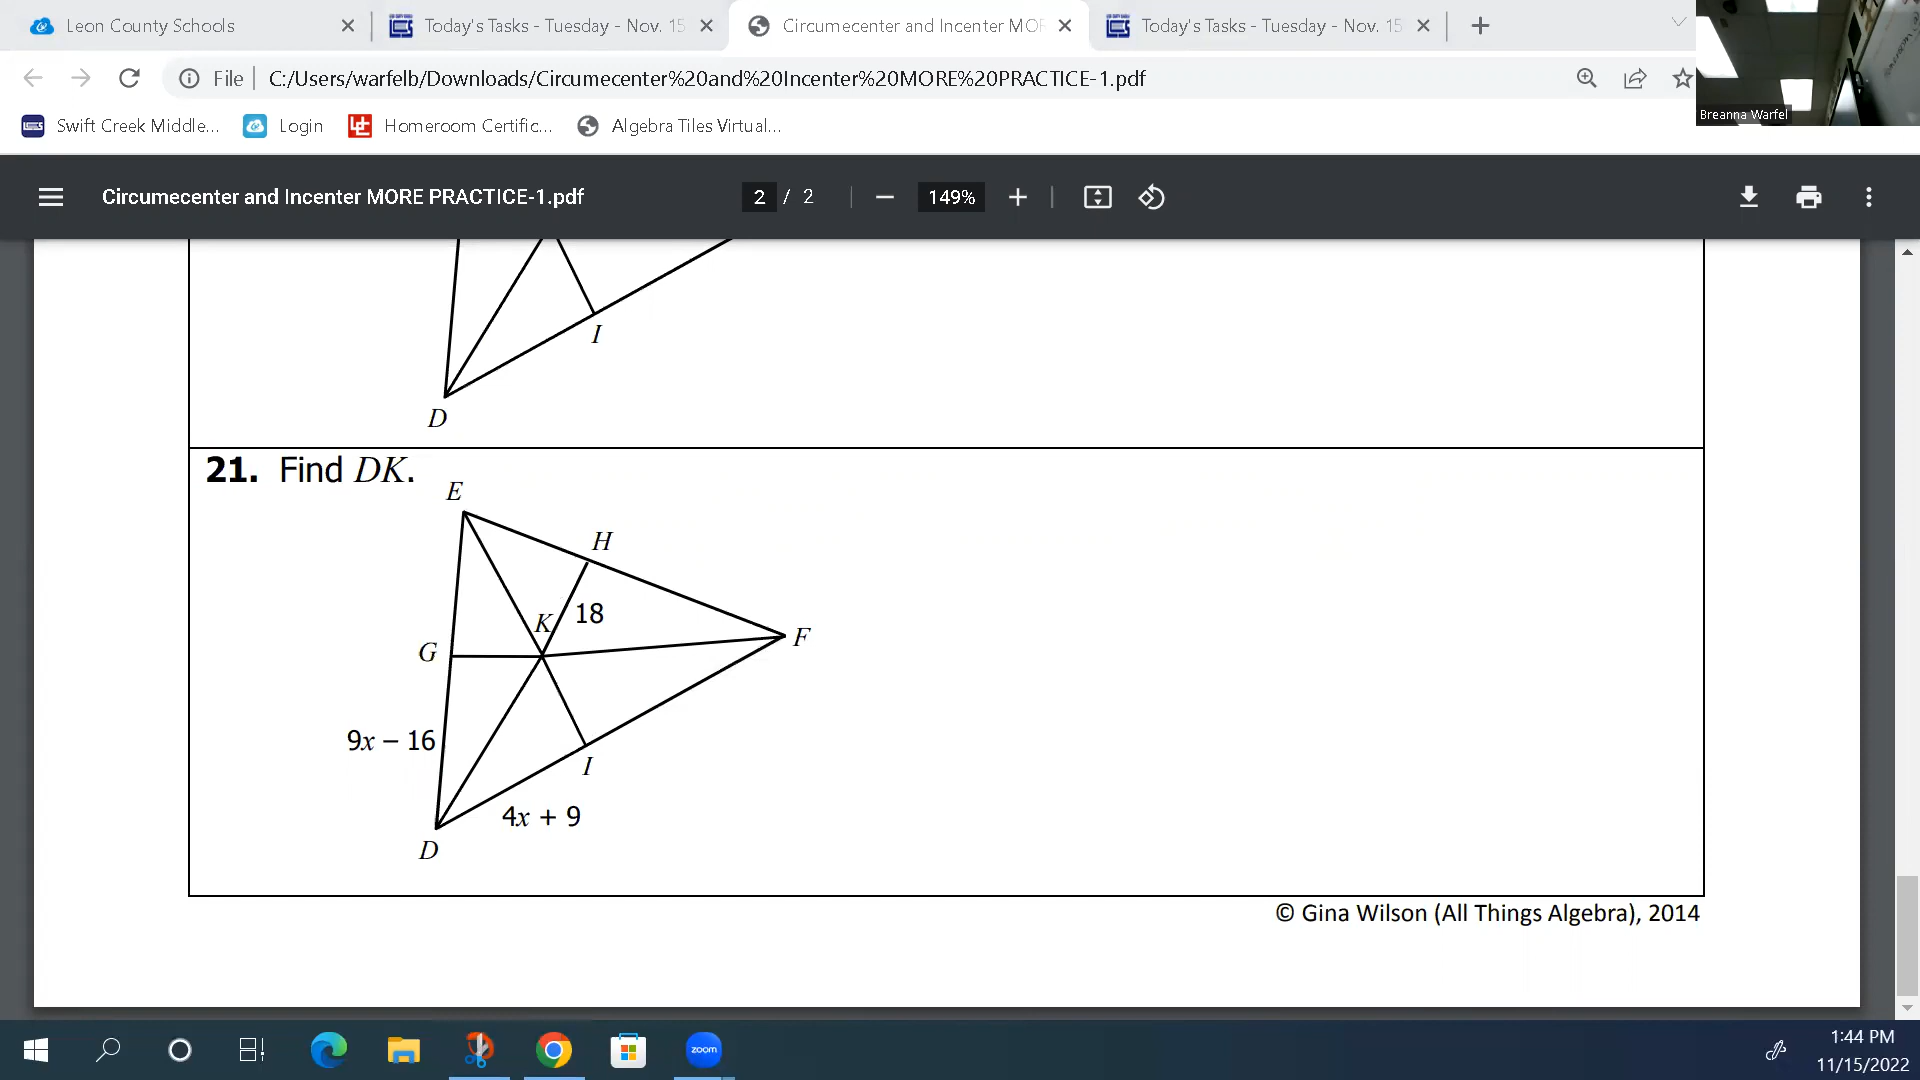 Leon County Schools
Today's Tasks - Tuesday - Nov. 15
Circumecenter and Incenter MOR
Today's Tasks - Tuesday - Nov. 15
File
C:/Users/warfelb/Downloads/Circumecenter%20and%20Incenter%20MORE%20PRACTICE-1.pdf
Breanna Warfel
LCS
Swift Creek Middle...
Login
Homeroom Certific...
Algebra Tiles Virtual...
Circumecenter and Incenter MORE PRACTICE-1.pdf
2 / 2
149%
I
D
21. Find DK.
E
H
K
18
G
F
9x – 16
I
4x + 9
D
© Gina Wilson (All Things Algebra), 2014
zoom
1:44 PM
11/15/2022